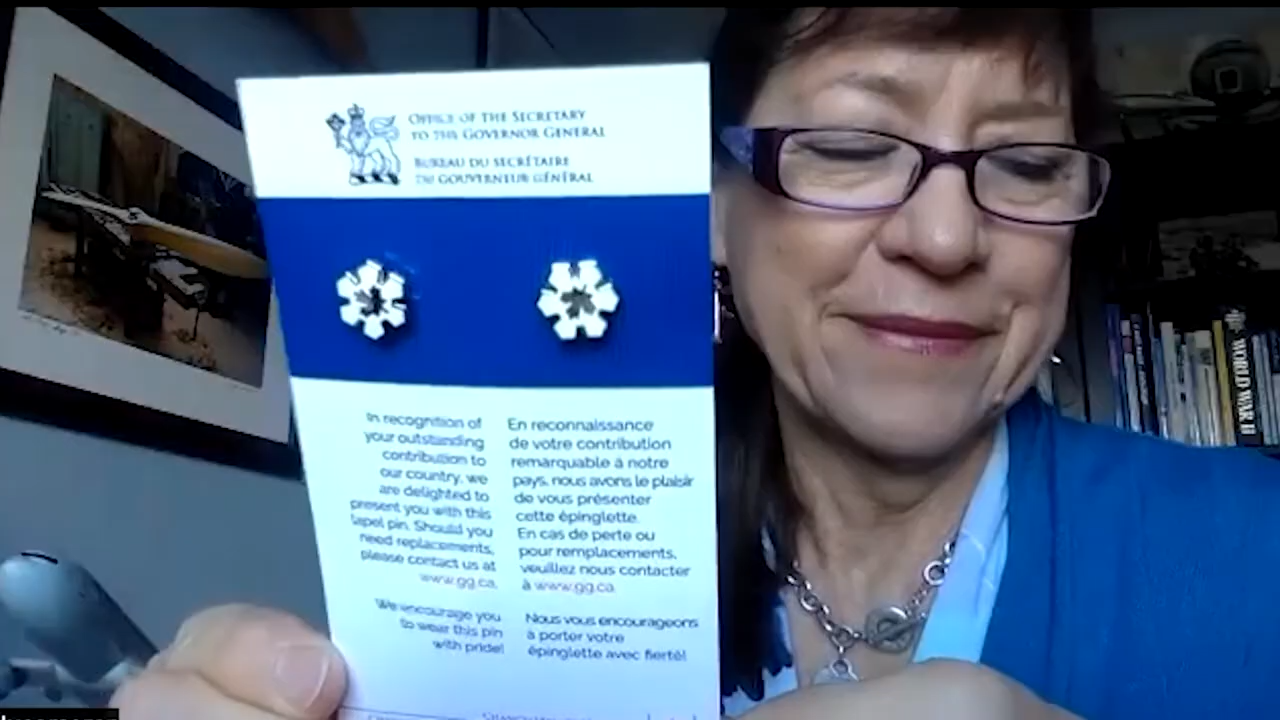 OFFICE OF THE SECRETARY
TO THE GOVERNOR GENERAL
BUREAU DU SECRÉTAIRE
DU GOUVERNEUR GÉNÉRAL
In recognition of
your outstanding
contribution to
our country, we
are delighted to
present you with this
lapel pin. Should you
need replacements,
please contact us at
www.gg.ca.
We encourage you
to wear this pin
with pride!
En reconnaissance
de votre contribution
remarquable à notre
pays, nous avons le plaisir
de vous présenter
cette épinglette.
En cas de perte ou
pour remplacements,
veuillez nous contacter
à www.gg.ca
Nous vous encourageons
à porter votre
épinglette avec fierté!
WORLD WAR II